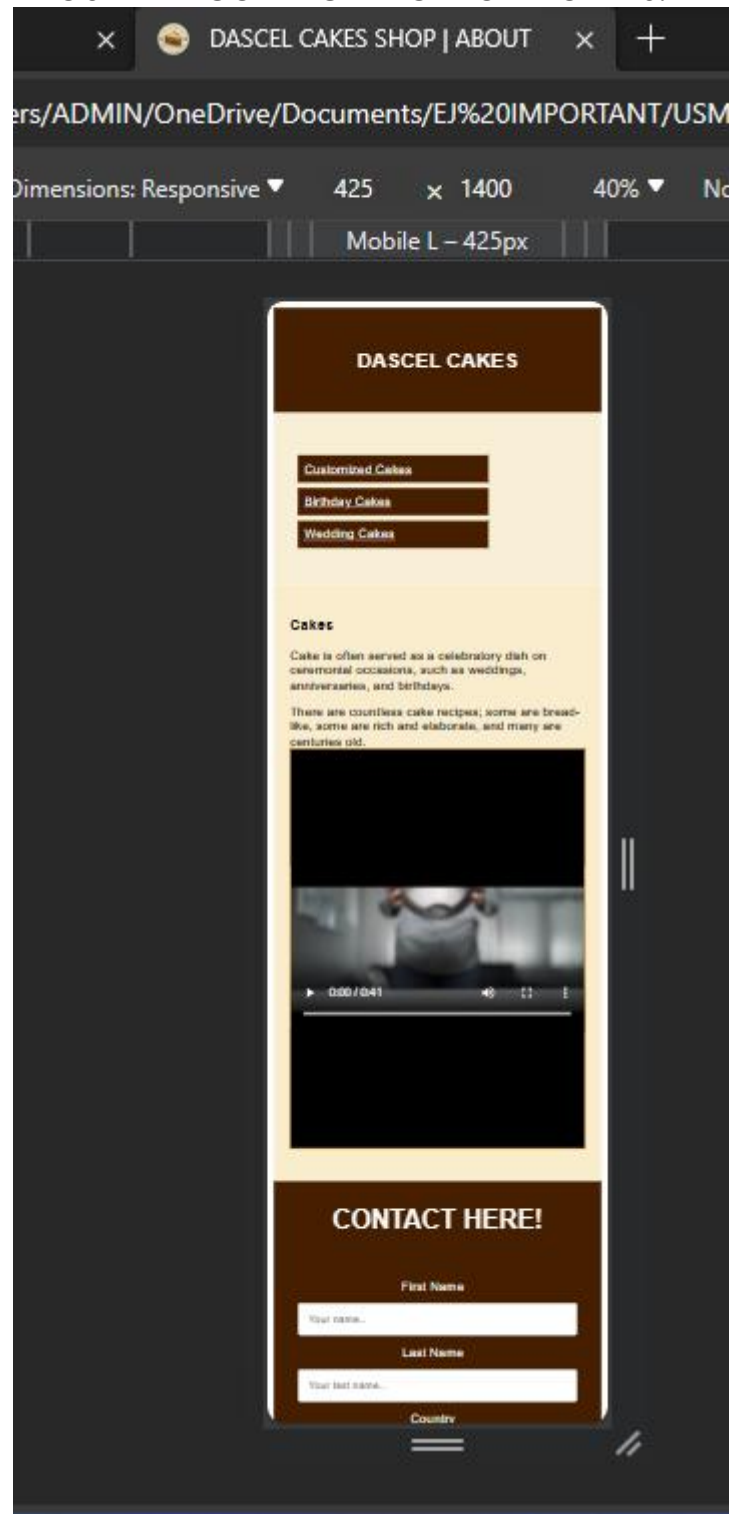 DASCEL CAKES SHOP | ABOUT
ers/ADMIN/OneDrive/Documents/EJ%20IMPORTANT/USM
Dimensions: Responsive 425 × 1400 40% No
Mobile L – 425px
DASCEL CAKES
Customized Cakes
Birthday Cakes
Wedding Cakes
Cakes
Cake is often served as a celebratory dish on
ceremonial occasions, such as weddings,
anniversaries, and birthdays.
There are countless cake recipes; some are bread-
like, some are rich and elaborate, and many are
centuries old.
0:00 / 0:41
CONTACT HERE!
First Name
Your name..
Last Name
Your last name..
Country